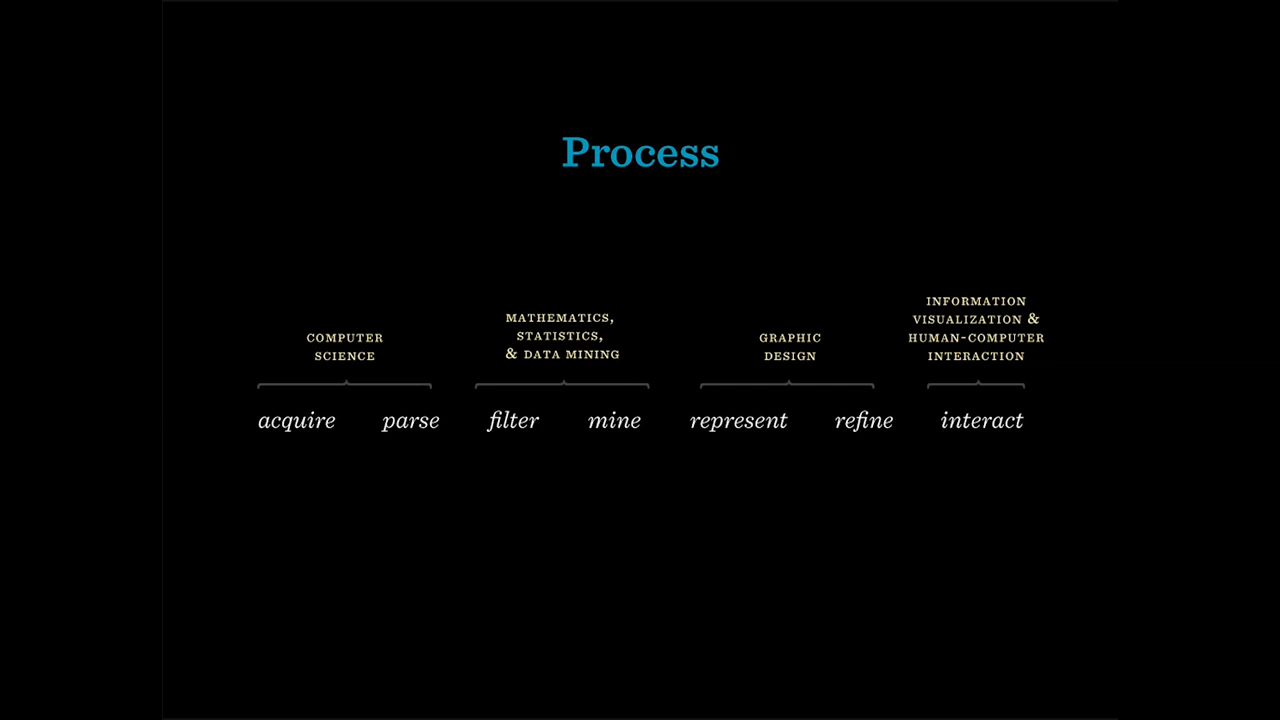 Process
COMPUTER
SCIENCE
MATHEMATICS,
STATISTICS,
& DATA MINING
GRAPHIC
DESIGN
INFORMATION
VISUALIZATION &
HUMAN-COMPUTER
INTERACTION
acquire parse filter mine represent refine interact